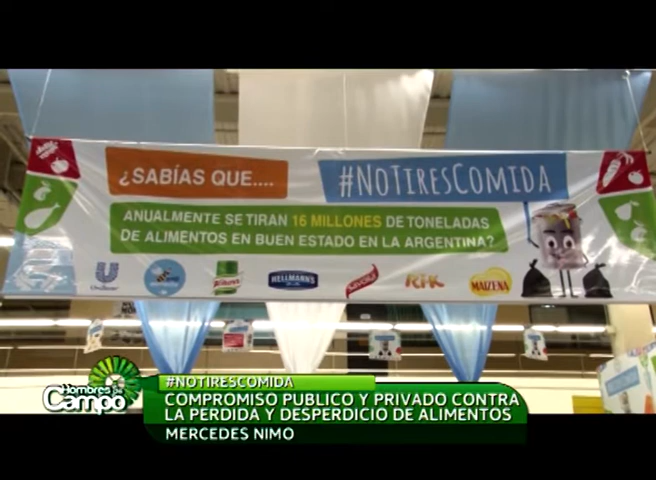 ¿SABÍAS QUE....
#NOTIRESCOMIDA
ANUALMENTE SE TIRAN 16 MILLONES DE TONELADAS
DE ALIMENTOS EN BUEN ESTADO EN LA ARGENTINA?
Unilever
Knorr
HELLMANN'S
SAVORA
RI-K
MAIZENA
Hombres de
Campo
#NOTIRESCOMIDA
COMPROMISO PUBLICO Y PRIVADO CONTRA
LA PERDIDA Y DESPERDICIO DE ALIMENTOS
MERCEDES NIMO